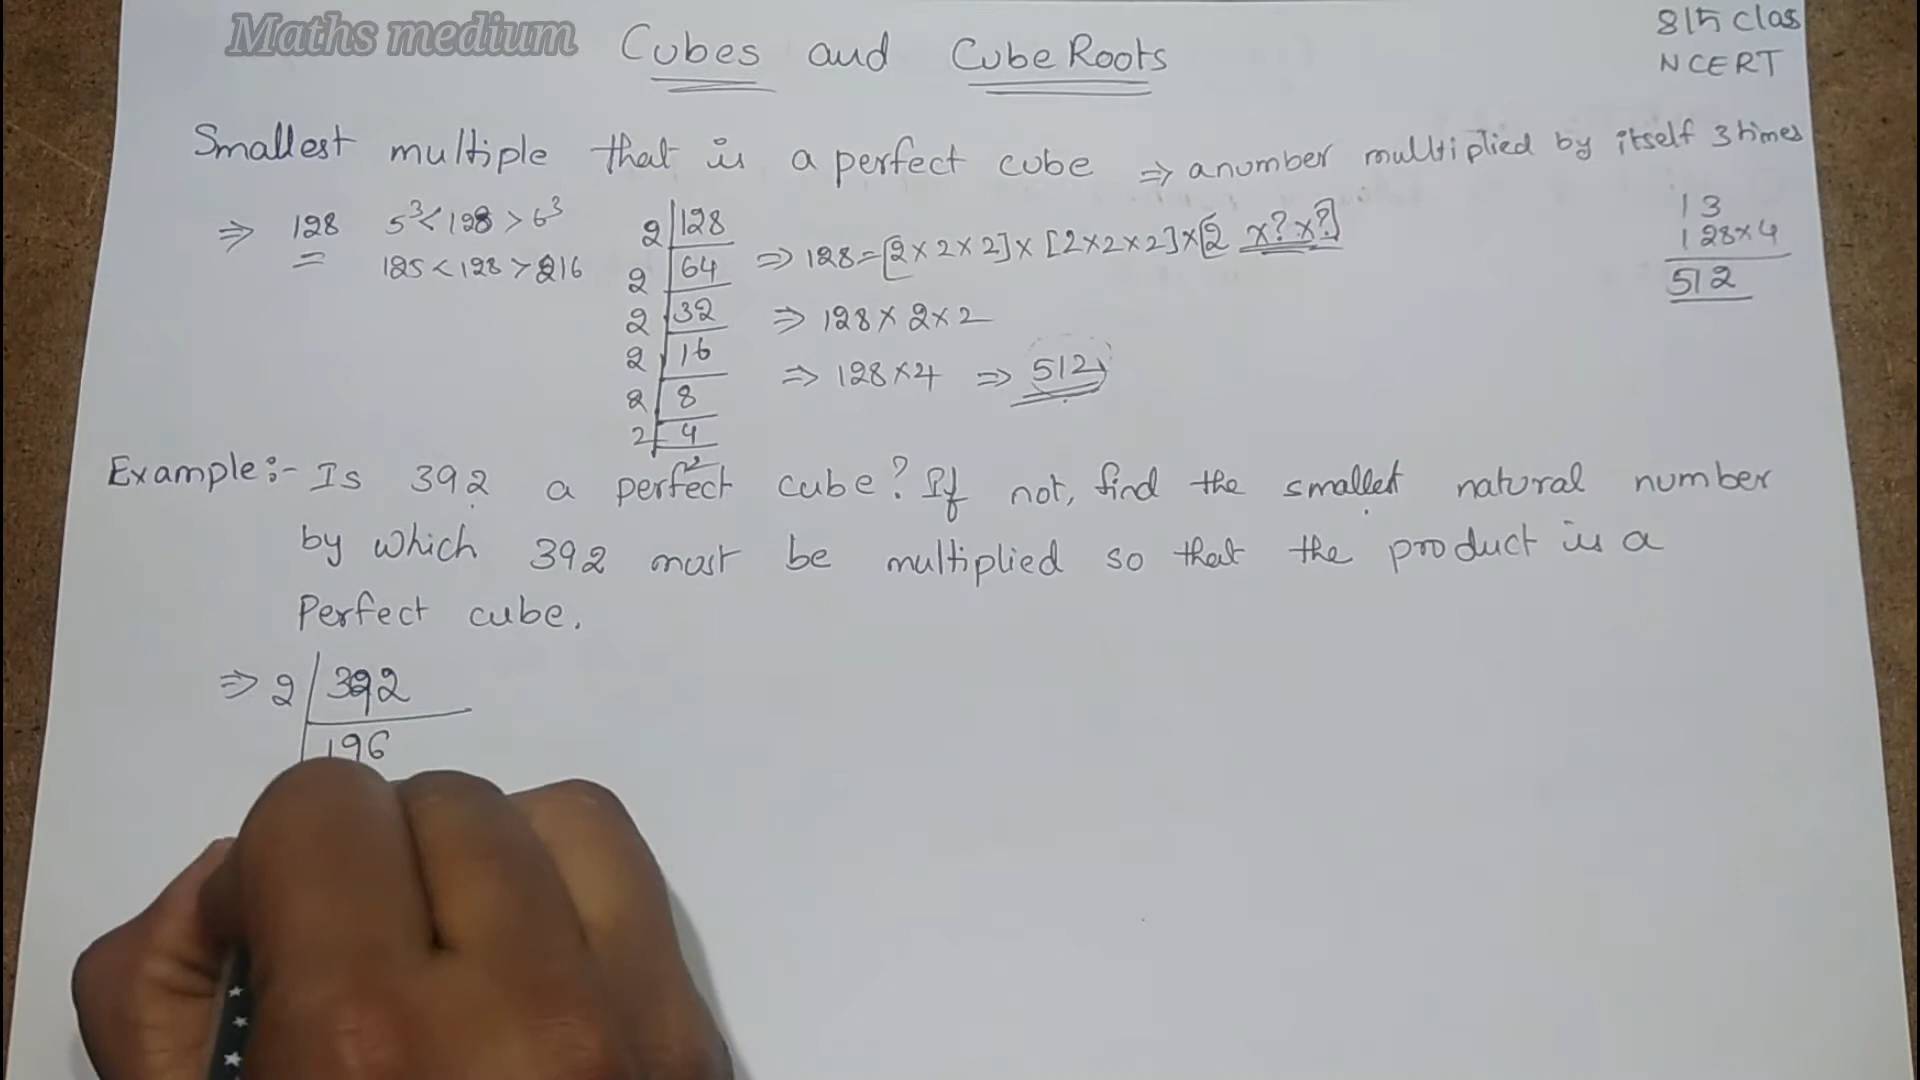 Maths medium
Cubes and Cube Roots
8th Clas
NCERT
Smallest multiple that is a perfect cube ⇒ a number multiplied by itself 3 times
⇒ 128 5³ < 128 > 6³
125 < 128 > 216
2 | 128
2 | 64
2 | 32
2 | 16
2 | 8
2 | 4
2
⇒ 128 = [2 × 2 × 2] × [2 × 2 × 2] × [2 × ? × ?]
⇒ 128 × 2 × 2
⇒ 128 × 4 ⇒ 512
1 3
128 × 4
512
Example:- Is 392 a perfect cube? If not, find the smallest natural number
by which 392 must be multiplied so that the product is a
Perfect cube.
⇒ 2 | 392
196